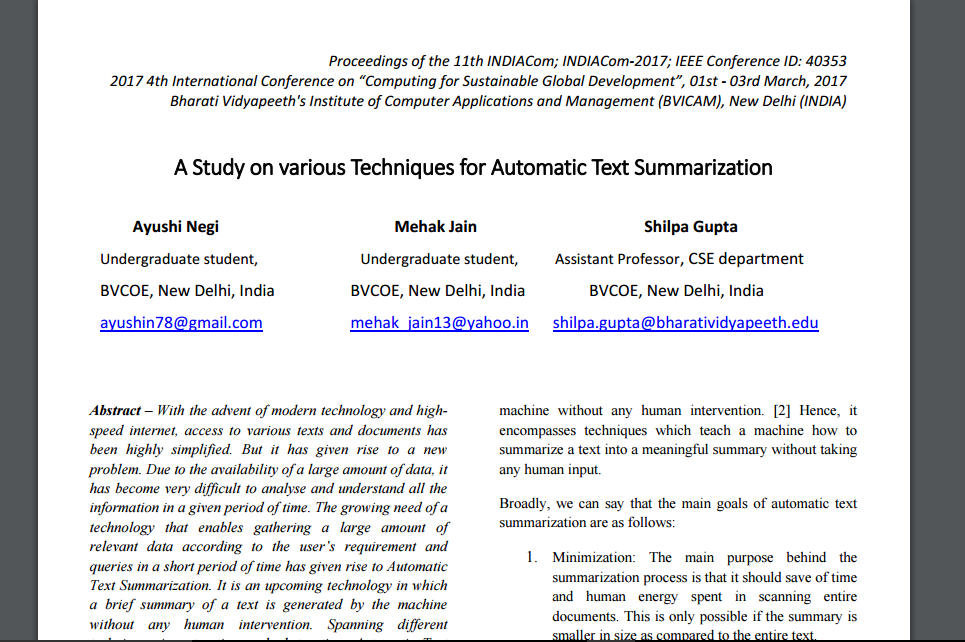 Proceedings of the 11th INDIACom; INDIACom-2017; IEEE Conference ID: 40353
2017 4th International Conference on “Computing for Sustainable Global Development”, 01st - 03rd March, 2017
Bharati Vidyapeeth's Institute of Computer Applications and Management (BVICAM), New Delhi (INDIA)
A Study on various Techniques for Automatic Text Summarization
Ayushi Negi
Undergraduate student,
BVCOE, New Delhi, India
ayushin78@gmail.com
Mehak Jain
Undergraduate student,
BVCOE, New Delhi, India
mehak_jain13@yahoo.in
Shilpa Gupta
Assistant Professor, CSE department
BVCOE, New Delhi, India
shilpa.gupta@bharatividyapeeth.edu
Abstract – With the advent of modern technology and high-
speed internet, access to various texts and documents has
been highly simplified. But it has given rise to a new
problem. Due to the availability of a large amount of data, it
has become very difficult to analyse and understand all the
information in a given period of time. The growing need of a
technology that enables gathering a large amount of
relevant data according to the user’s requirement and
queries in a short period of time has given rise to Automatic
Text Summarization. It is an upcoming technology in which
a brief summary of a text is generated by the machine
without any human intervention. Spanning different
machine without any human intervention. [2] Hence, it
encompasses techniques which teach a machine how to
summarize a text into a meaningful summary without taking
any human input.
Broadly, we can say that the main goals of automatic text
summarization are as follows:
1. Minimization: The main purpose behind the
summarization process is that it should save of time
and human energy spent in scanning entire
documents. This is only possible if the summary is
smaller in size as compared to the entire text.